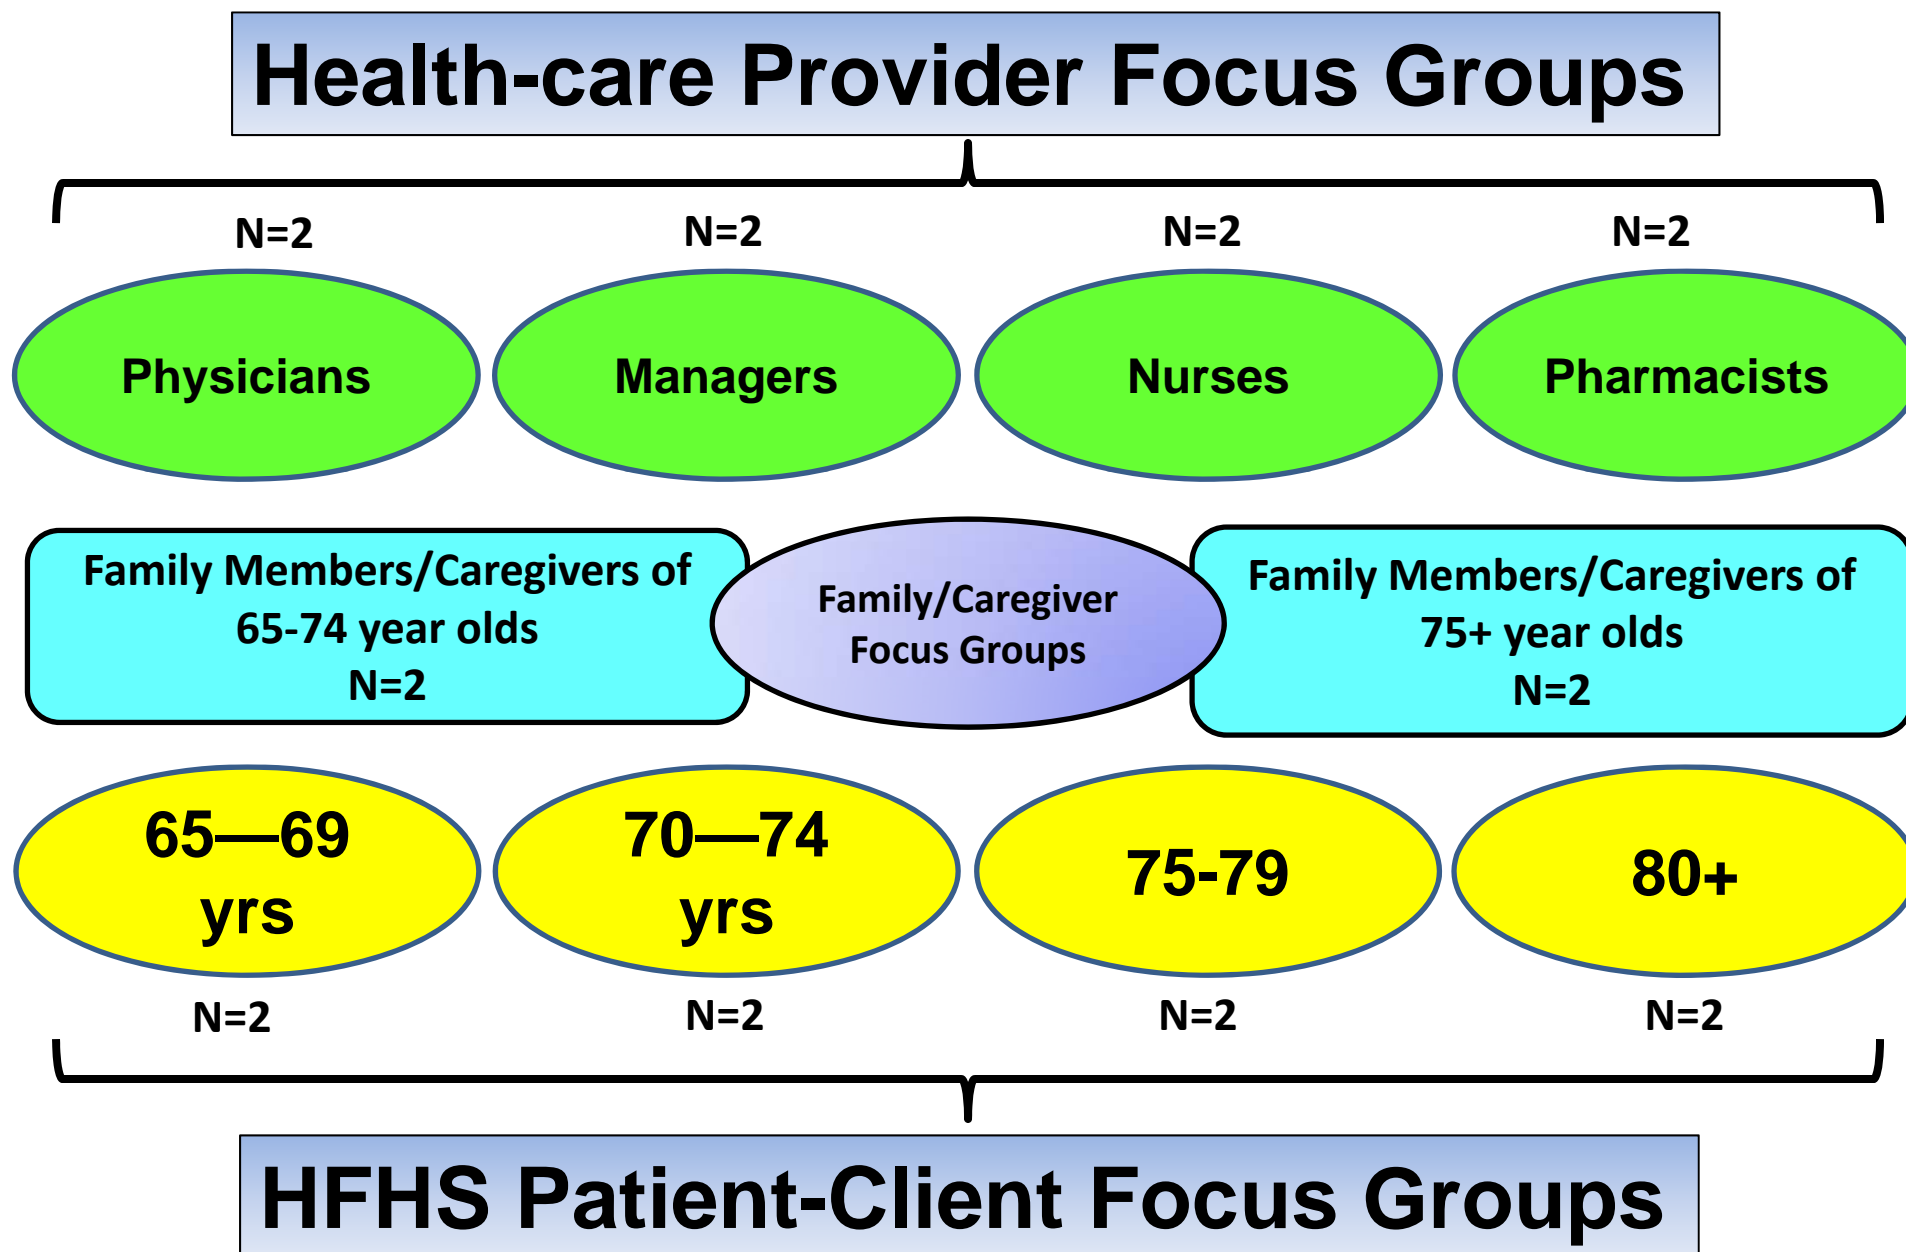 Health-care Provider Focus Groups
N=2
N=2
N=2
N=2
Physicians
Managers
Nurses
Pharmacists
Family Members/Caregivers of
65-74 year olds
N=2
Family/Caregiver
Focus Groups
Family Members/Caregivers of
75+ year olds
N=2
65—69
yrs
70—74
yrs
75-79
80+
N=2
N=2
N=2
N=2
HFHS Patient-Client Focus Groups